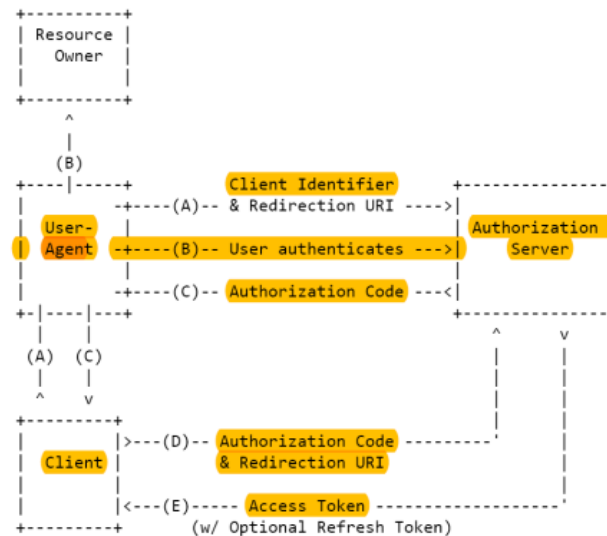 +----------+
| Resource |
|   Owner  |
|          |
+----------+
     ^
     |
    (B)
+----|-----+          Client Identifier      +---------------
|         -+----(A)-- & Redirection URI ---->|
|  User-   |                                 | Authorization
|  Agent  -+----(B)-- User authenticates --->|     Server
|          |                                 |
|         -+----(C)-- Authorization Code ---<|
+-|----|---+                                 +---------------
  |    |                                         ^      v
 (A)  (C)                                        |      |
  |    |                                         |      |
  ^    v                                         |      |
+---------+                                      |      |
|         |>---(D)-- Authorization Code ---------'      |
|  Client |          & Redirection URI                  |
|         |                                             |
|         |<---(E)----- Access Token -------------------'
+---------+       (w/ Optional Refresh Token)